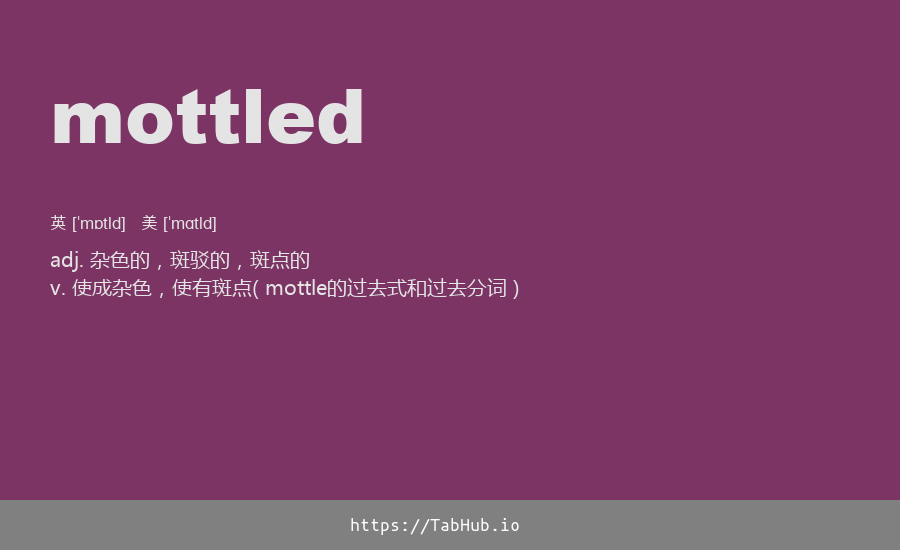 mottled
英 [ˈmɒtld] 美 [ˈmɑtld]
adj. 杂色的，斑驳的，斑点的
v. 使成杂色，使有斑点( mottle的过去式和过去分词 )
https://TabHub.io